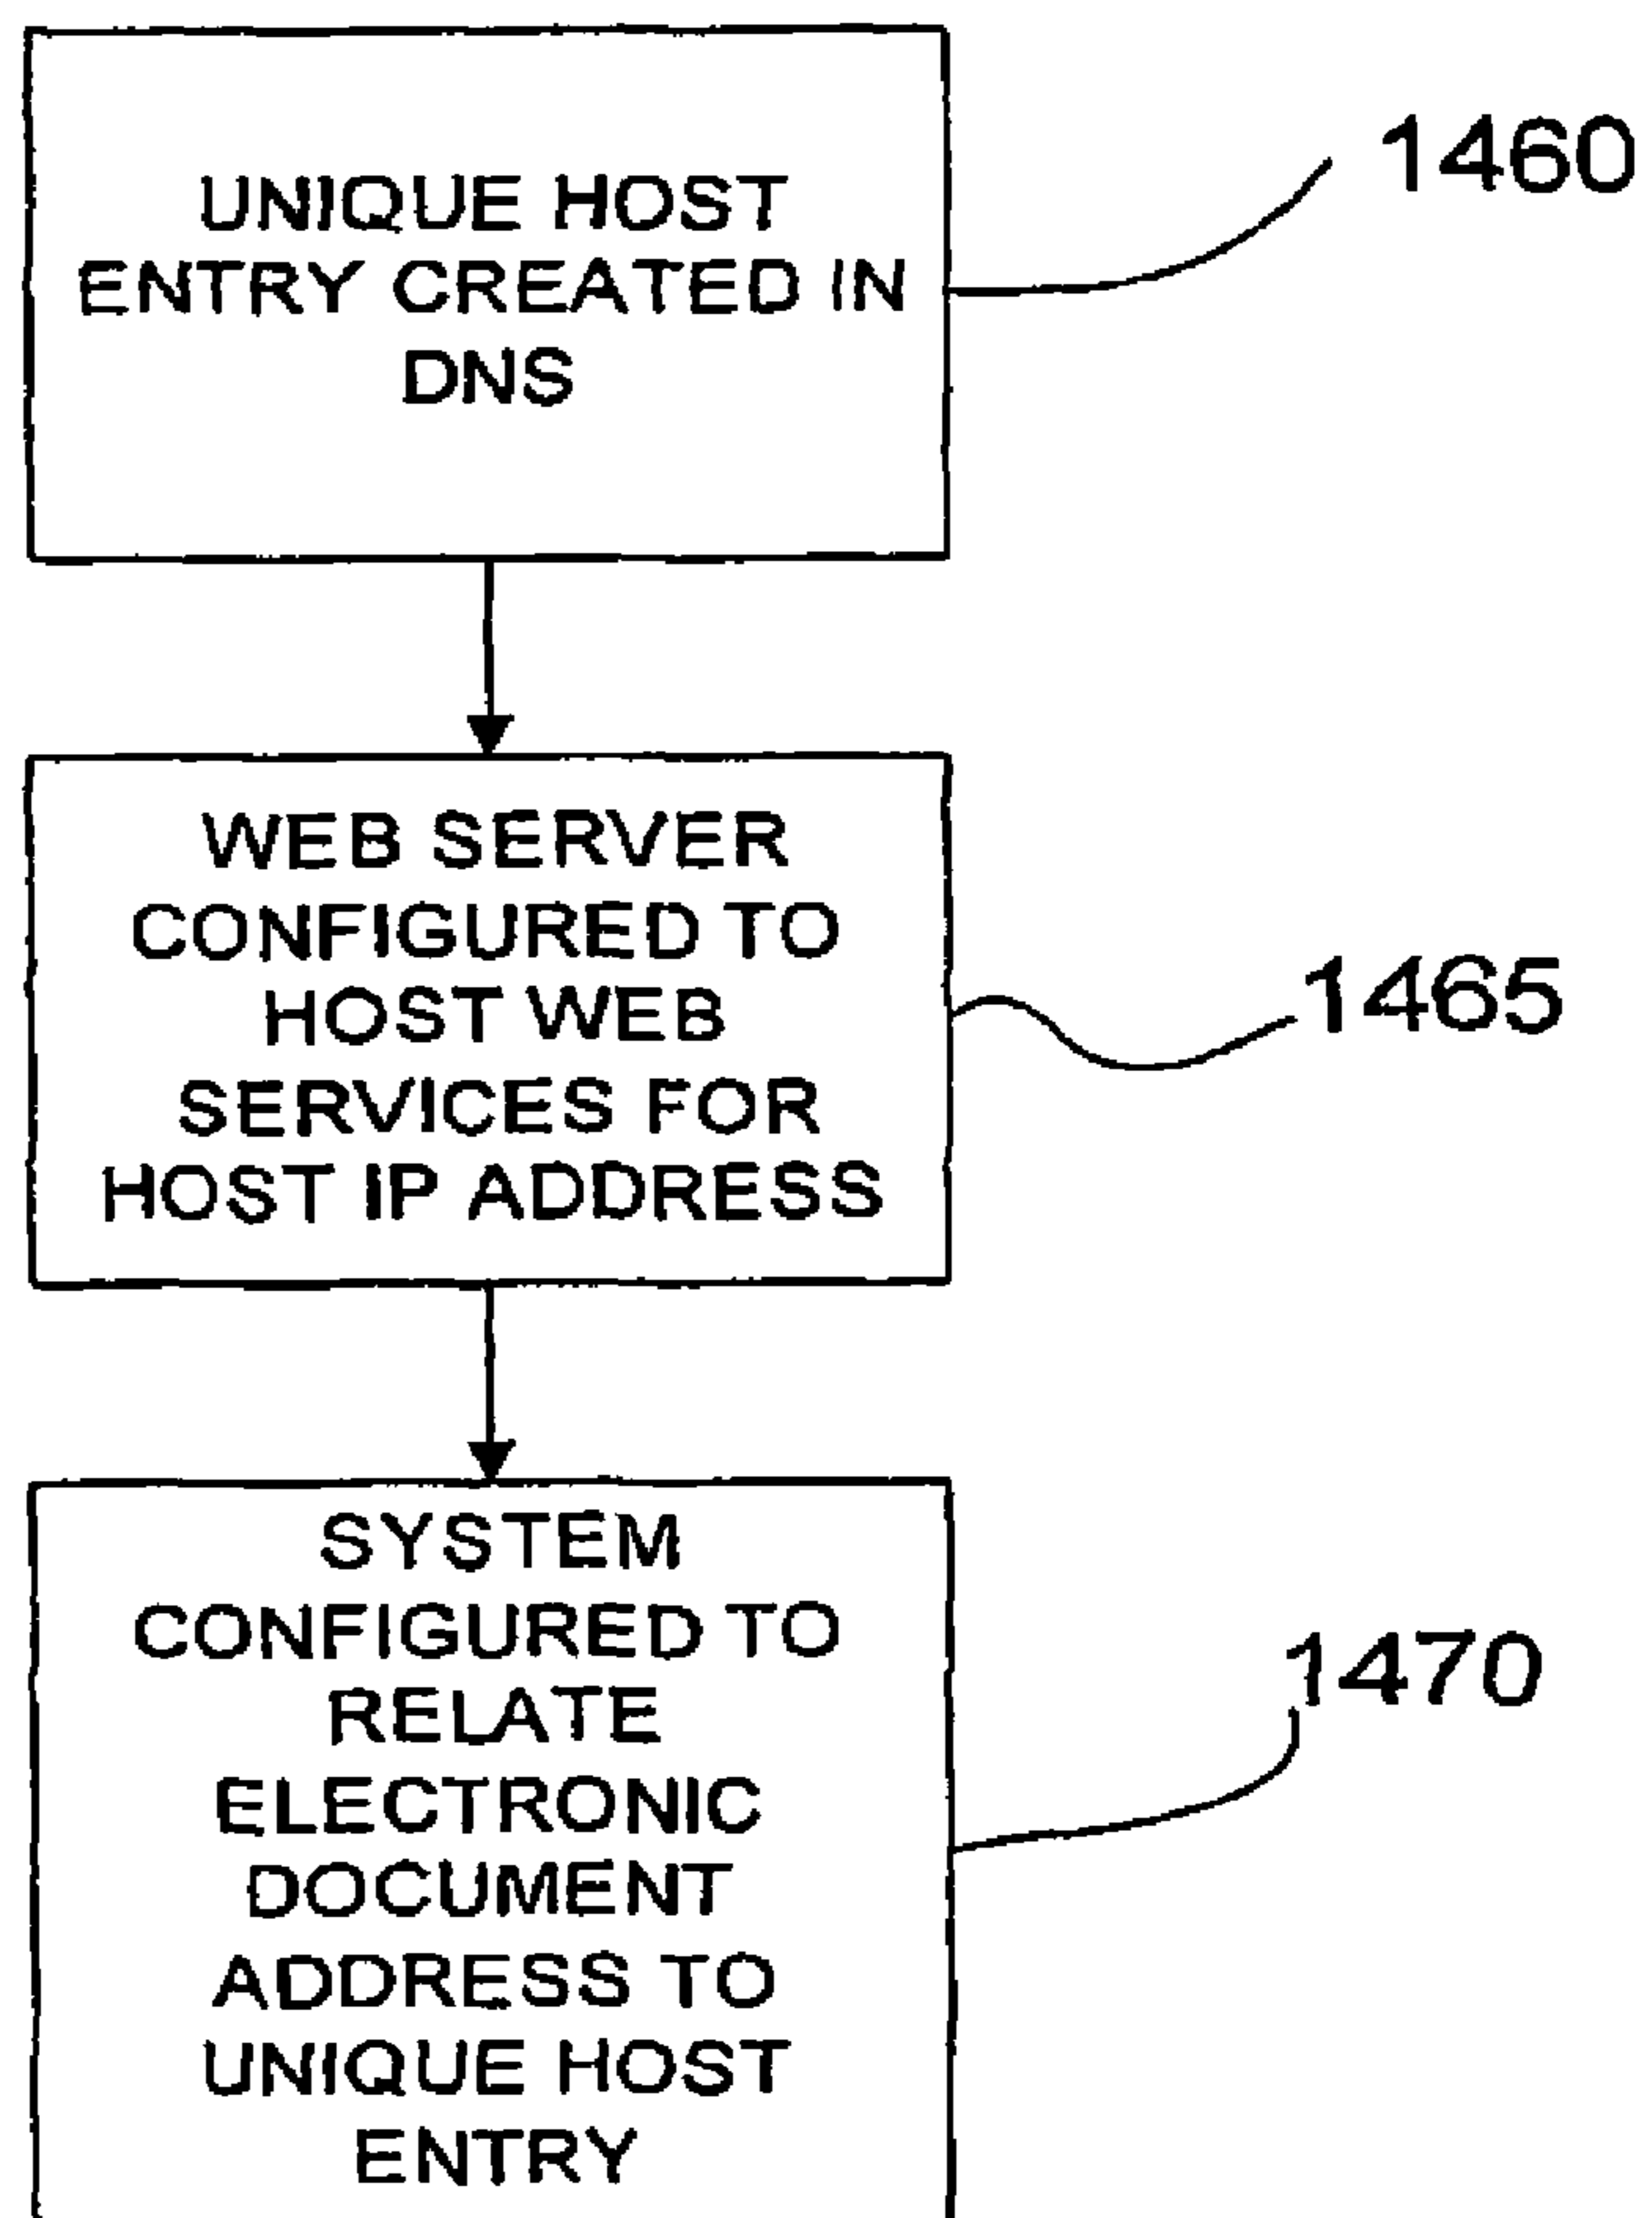 UNIQUE HOST
ENTRY CREATED IN
DNS
1460
WEB SERVER
CONFIGURED TO
HOST WEB
SERVICES FOR
HOST IP ADDRESS
1465
SYSTEM
CONFIGURED TO
RELATE
ELECTRONIC
DOCUMENT
ADDRESS TO
UNIQUE HOST
ENTRY
1470